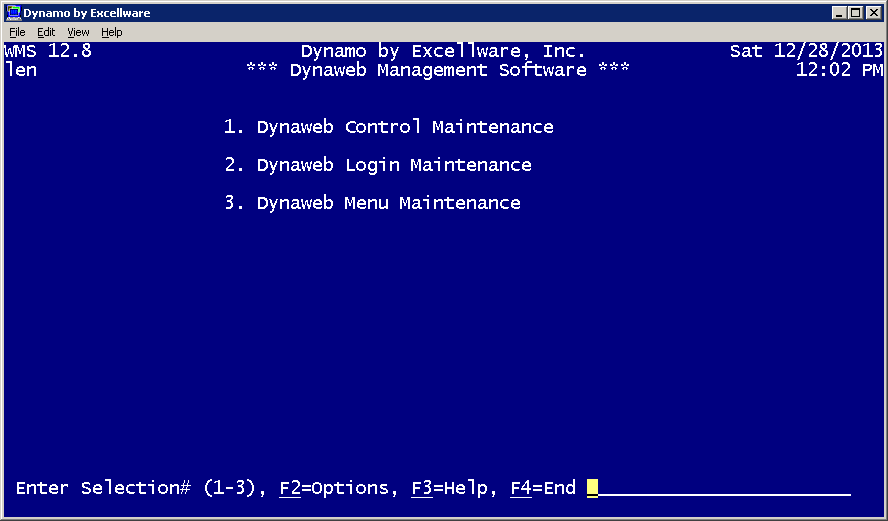 Dynamo by Excellware
File Edit View Help
WMS 12.8 Dynamo by Excellware, Inc. Sat 12/28/2013
len *** Dynaweb Management Software *** 12:02 PM
1. Dynaweb Control Maintenance
2. Dynaweb Login Maintenance
3. Dynaweb Menu Maintenance
Enter Selection# (1-3), F2=Options, F3=Help, F4=End